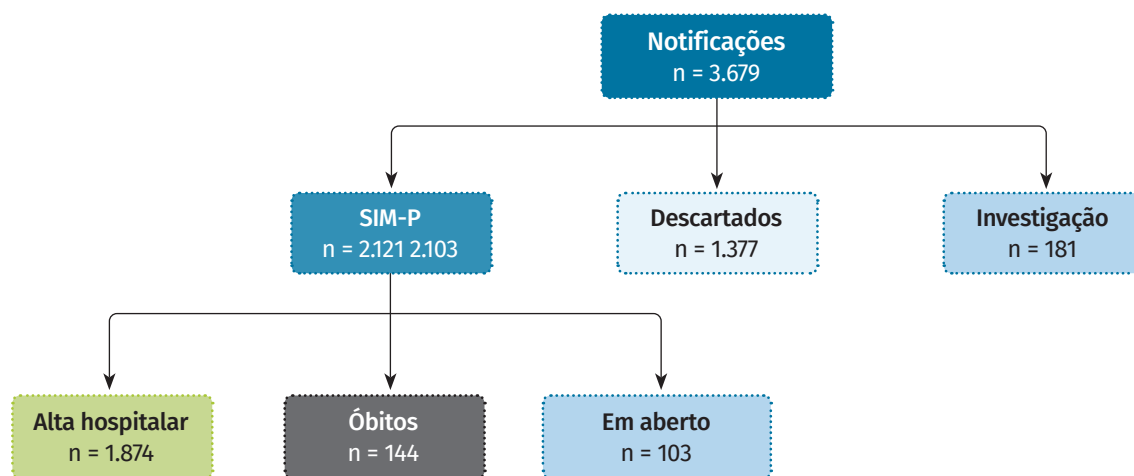 Notificações
n = 3.679
SIM-P
n = 2.121 2.103
Descartados
n = 1.377
Investigação
n = 181
Alta hospitalar
n = 1.874
Óbitos
n = 144
Em aberto
n = 103